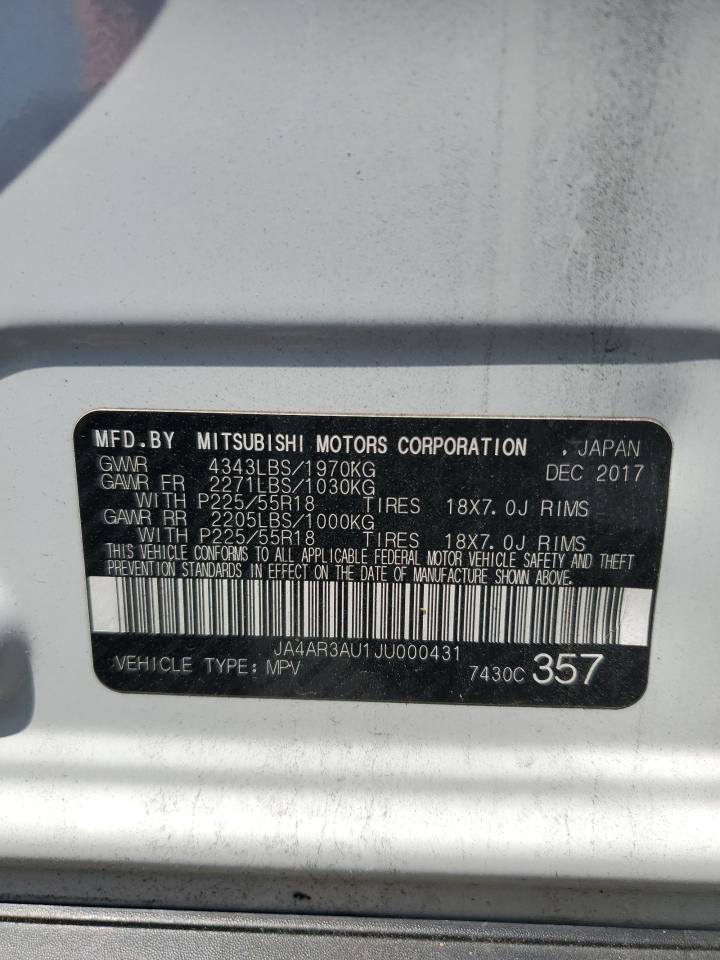 MFD.BY MITSUBISHI MOTORS CORPORATION , JAPAN
GVWR 4343LBS/1970KG DEC 2017
GAWR FR 2271LBS/1030KG
WITH P225/55R18 TIRES 18X7.0J RIMS
GAWR RR 2205LBS/1000KG
WITH P225/55R18 TIRES 18X7.0J RIMS
THIS VEHICLE CONFORMS TO ALL APPLICABLE FEDERAL MOTOR VEHICLE SAFETY AND THEFT
PREVENTION STANDARDS IN EFFECT ON THE DATE OF MANUFACTURE SHOWN ABOVE.
JA4AR3AU1JU000431
VEHICLE TYPE: MPV 7430C 357